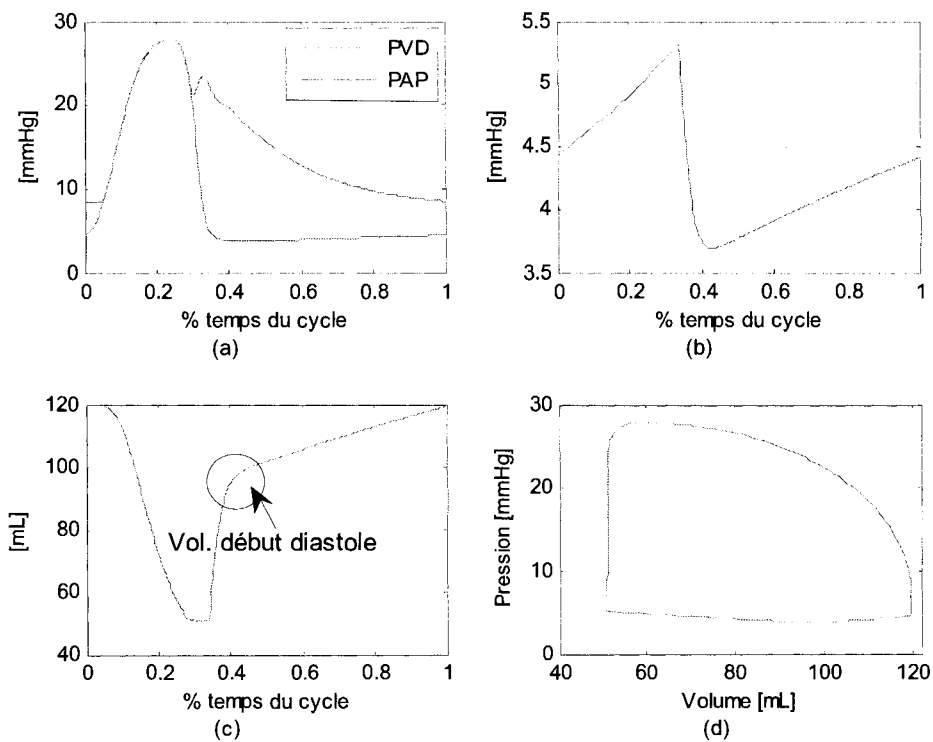 30
20
10
0
[mmHg]
PVD
PAP
0 0.2 0.4 0.6 0.8 1
% temps du cycle
(a)
5.5
5
4.5
4
3.5
[mmHg]
0 0.2 0.4 0.6 0.8 1
% temps du cycle
(b)
120
100
80
60
40
[mL]
Vol. début diastole
0 0.2 0.4 0.6 0.8 1
% temps du cycle
(c)
30
20
10
0
Pression [mmHg]
40 60 80 100 120
Volume [mL]
(d)